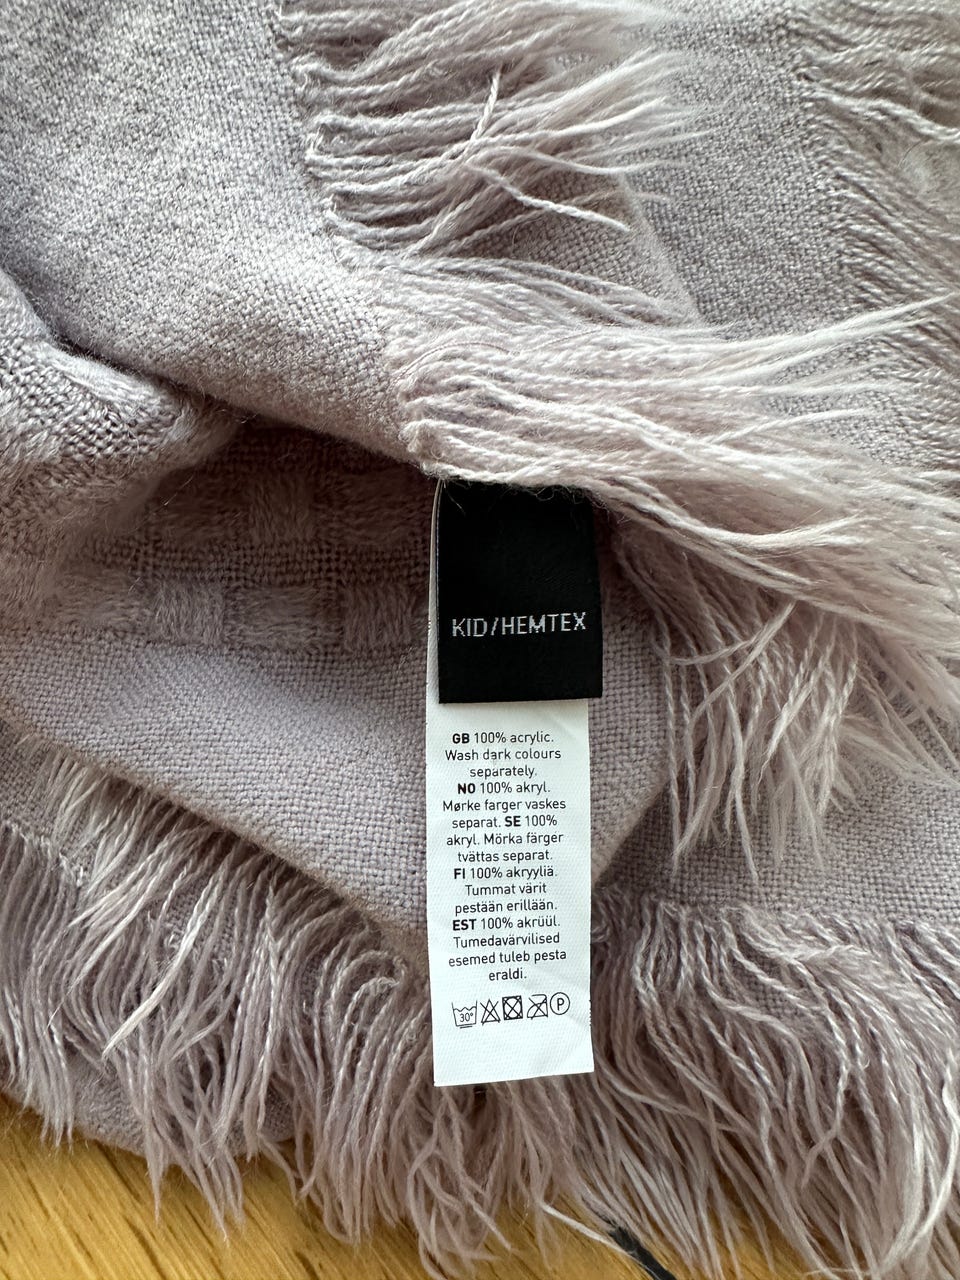 KID/HEMTEX
GB 100% acrylic.
Wash dark colours
separately.
NO 100% akryl.
Mørke farger vaskes
separat. SE 100%
akryl. Mörka färger
tvättas separat.
FI 100% akryyliä.
Tummat värit
pestään erillään.
EST 100% akrüül.
Tumedavärvilised
esemed tuleb pesta
eraldi.
30° P